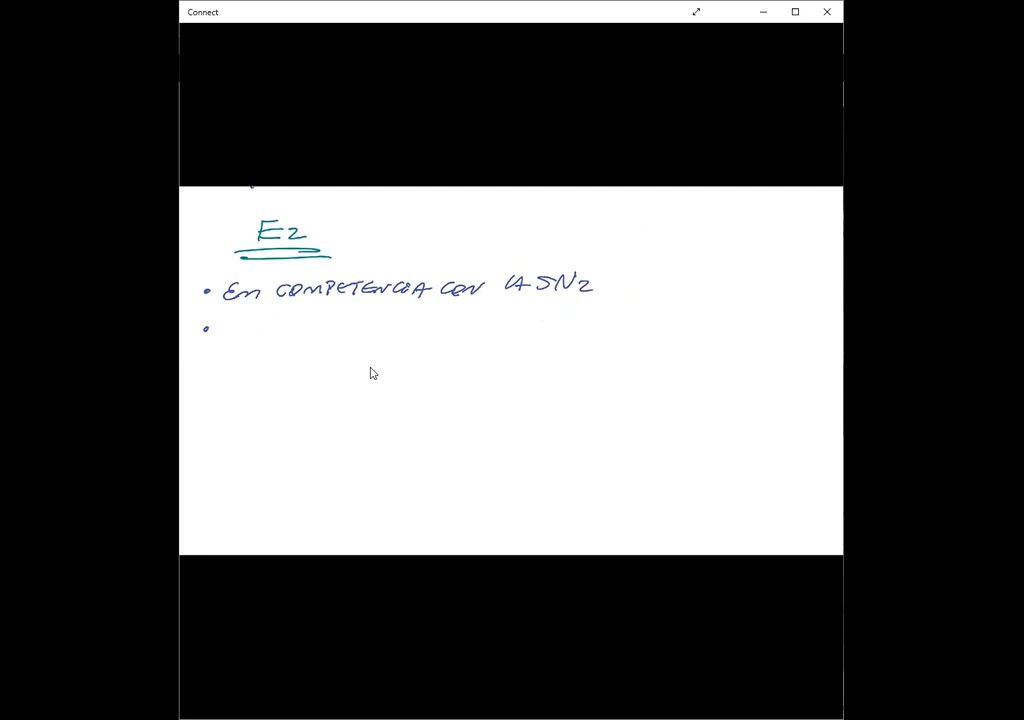 Connect
E2
• En COMPETENCIA CON LA SN2
•